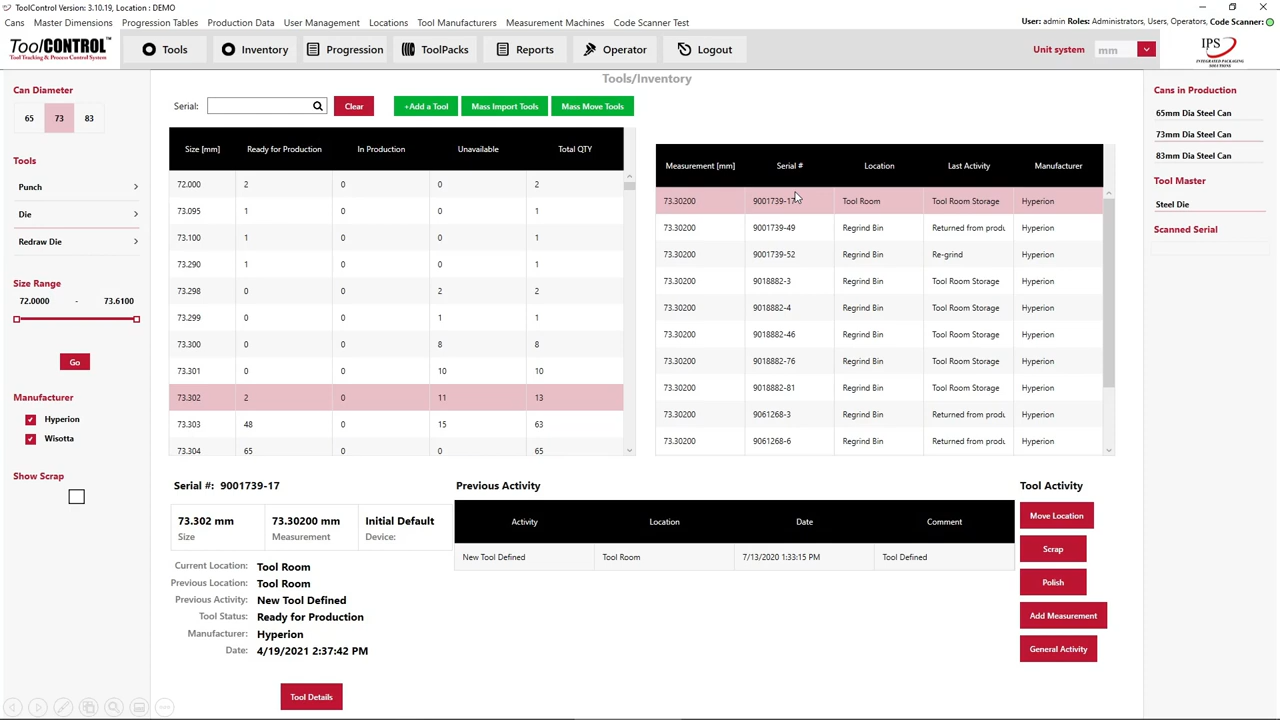 ToolControl Version: 3.10.19, Location : DEMO
Cans Master Dimensions Progression Tables Production Data User Management Locations Tool Manufacturers Measurement Machines Code Scanner Test
User: admin Roles: Administrators, Users, Operators, Code Scanner:
ToolCONTROL™
Tool Tracking & Process Control System
Tools Inventory Progression ToolPacks Reports Operator Logout
Unit system mm
IPS
INTEGRATED PACKAGING SOLUTIONS
Tools/Inventory
Can Diameter
65 73 83
Tools
Punch
Die
Redraw Die
Size Range
72.0000 - 73.6100
Go
Manufacturer
Hyperion
Wisotta
Show Scrap
Serial: Clear +Add a Tool Mass Import Tools Mass Move Tools
Size [mm] Ready for Production In Production Unavailable Total QTY
72.000 2 0 0 2
73.095 1 0 0 1
73.100 1 0 0 1
73.290 1 0 0 1
73.298 0 0 2 2
73.299 0 0 1 1
73.300 0 0 8 8
73.301 0 0 10 10
73.302 2 0 11 13
73.303 48 0 15 63
73.304 65 0 0 65
Measurement [mm] Serial # Location Last Activity Manufacturer
73.30200 9001739-17 Tool Room Tool Room Storage Hyperion
73.30200 9001739-49 Regrind Bin Returned from produ Hyperion
73.30200 9001739-52 Regrind Bin Re-grind Hyperion
73.30200 9018882-3 Regrind Bin Tool Room Storage Hyperion
73.30200 9018882-4 Regrind Bin Tool Room Storage Hyperion
73.30200 9018882-46 Regrind Bin Tool Room Storage Hyperion
73.30200 9018882-76 Regrind Bin Tool Room Storage Hyperion
73.30200 9018882-81 Regrind Bin Tool Room Storage Hyperion
73.30200 9061268-3 Regrind Bin Returned from produ Hyperion
73.30200 9061268-6 Regrind Bin Returned from produ Hyperion
Cans in Production
65mm Dia Steel Can
73mm Dia Steel Can
83mm Dia Steel Can
Tool Master
Steel Die
Scanned Serial
Serial #: 9001739-17
73.302 mm 73.30200 mm Initial Default
Size Measurement Device:
Current Location: Tool Room
Previous Location: Tool Room
Previous Activity: New Tool Defined
Tool Status: Ready for Production
Manufacturer: Hyperion
Date: 4/19/2021 2:37:42 PM
Tool Details
Previous Activity
Activity Location Date Comment
New Tool Defined Tool Room 7/13/2020 1:33:15 PM Tool Defined
Tool Activity
Move Location
Scrap
Polish
Add Measurement
General Activity